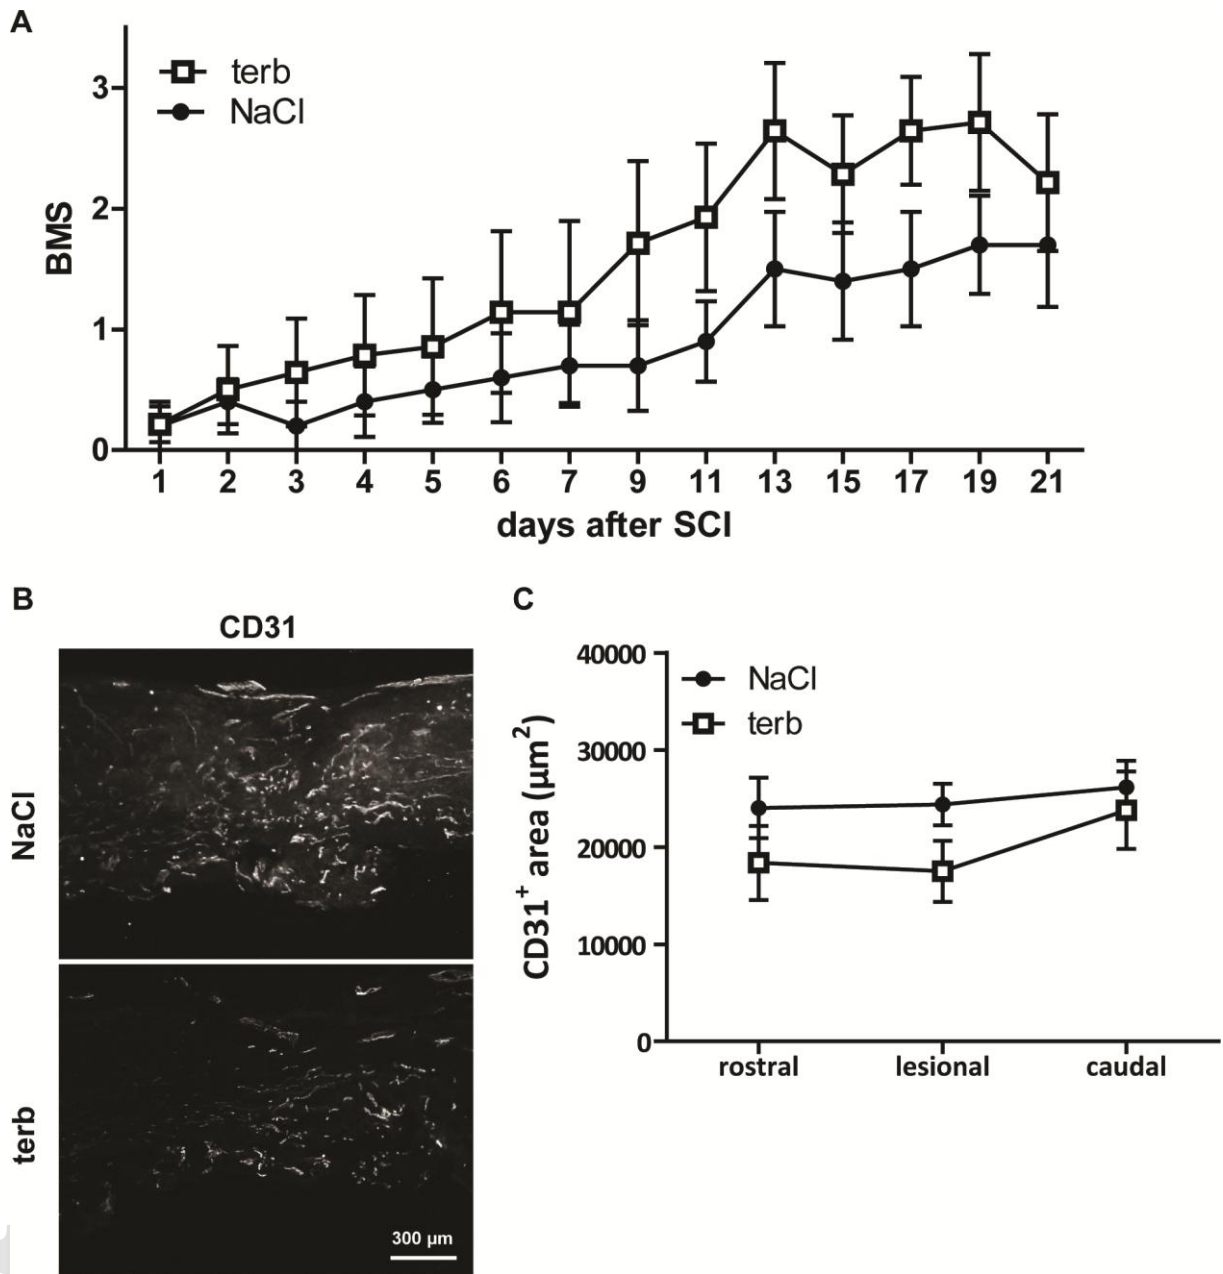 A
terb
NaCl
3
2
1
0
BMS
1 2 3 4 5 6 7 9 11 13 15 17 19 21
days after SCI
B
CD31
NaCl
terb
300 µm
C
40000
30000
20000
10000
0
CD31⁺ area (µm²)
NaCl
terb
rostral lesional caudal